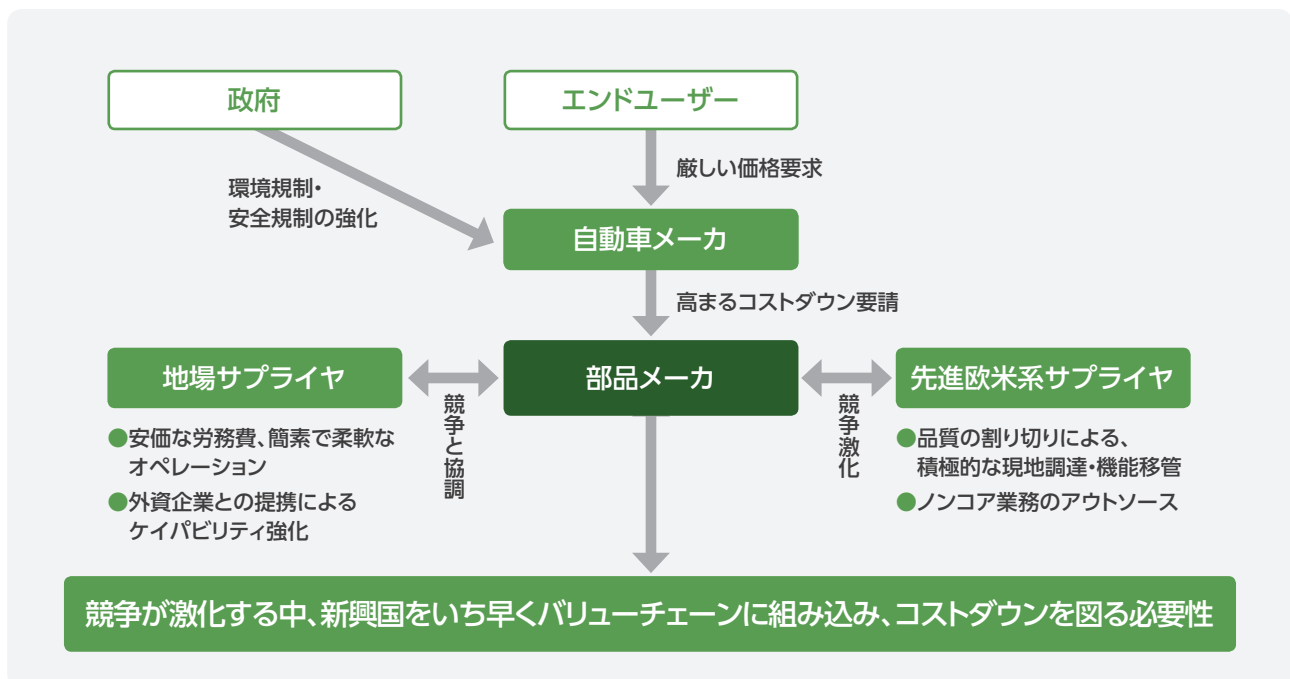 政府
エンドユーザー
環境規制・
安全規制の強化
厳しい価格要求
自動車メーカ
高まるコストダウン要請
地場サプライヤ
部品メーカ
先進欧米系サプライヤ
競争と協調
競争激化
●安価な労務費、簡素で柔軟な
オペレーション
●外資企業との提携による
ケイパビリティ強化
●品質の割り切りによる、
積極的な現地調達・機能移管
●ノンコア業務のアウトソース
競争が激化する中、新興国をいち早くバリューチェーンに組み込み、コストダウンを図る必要性